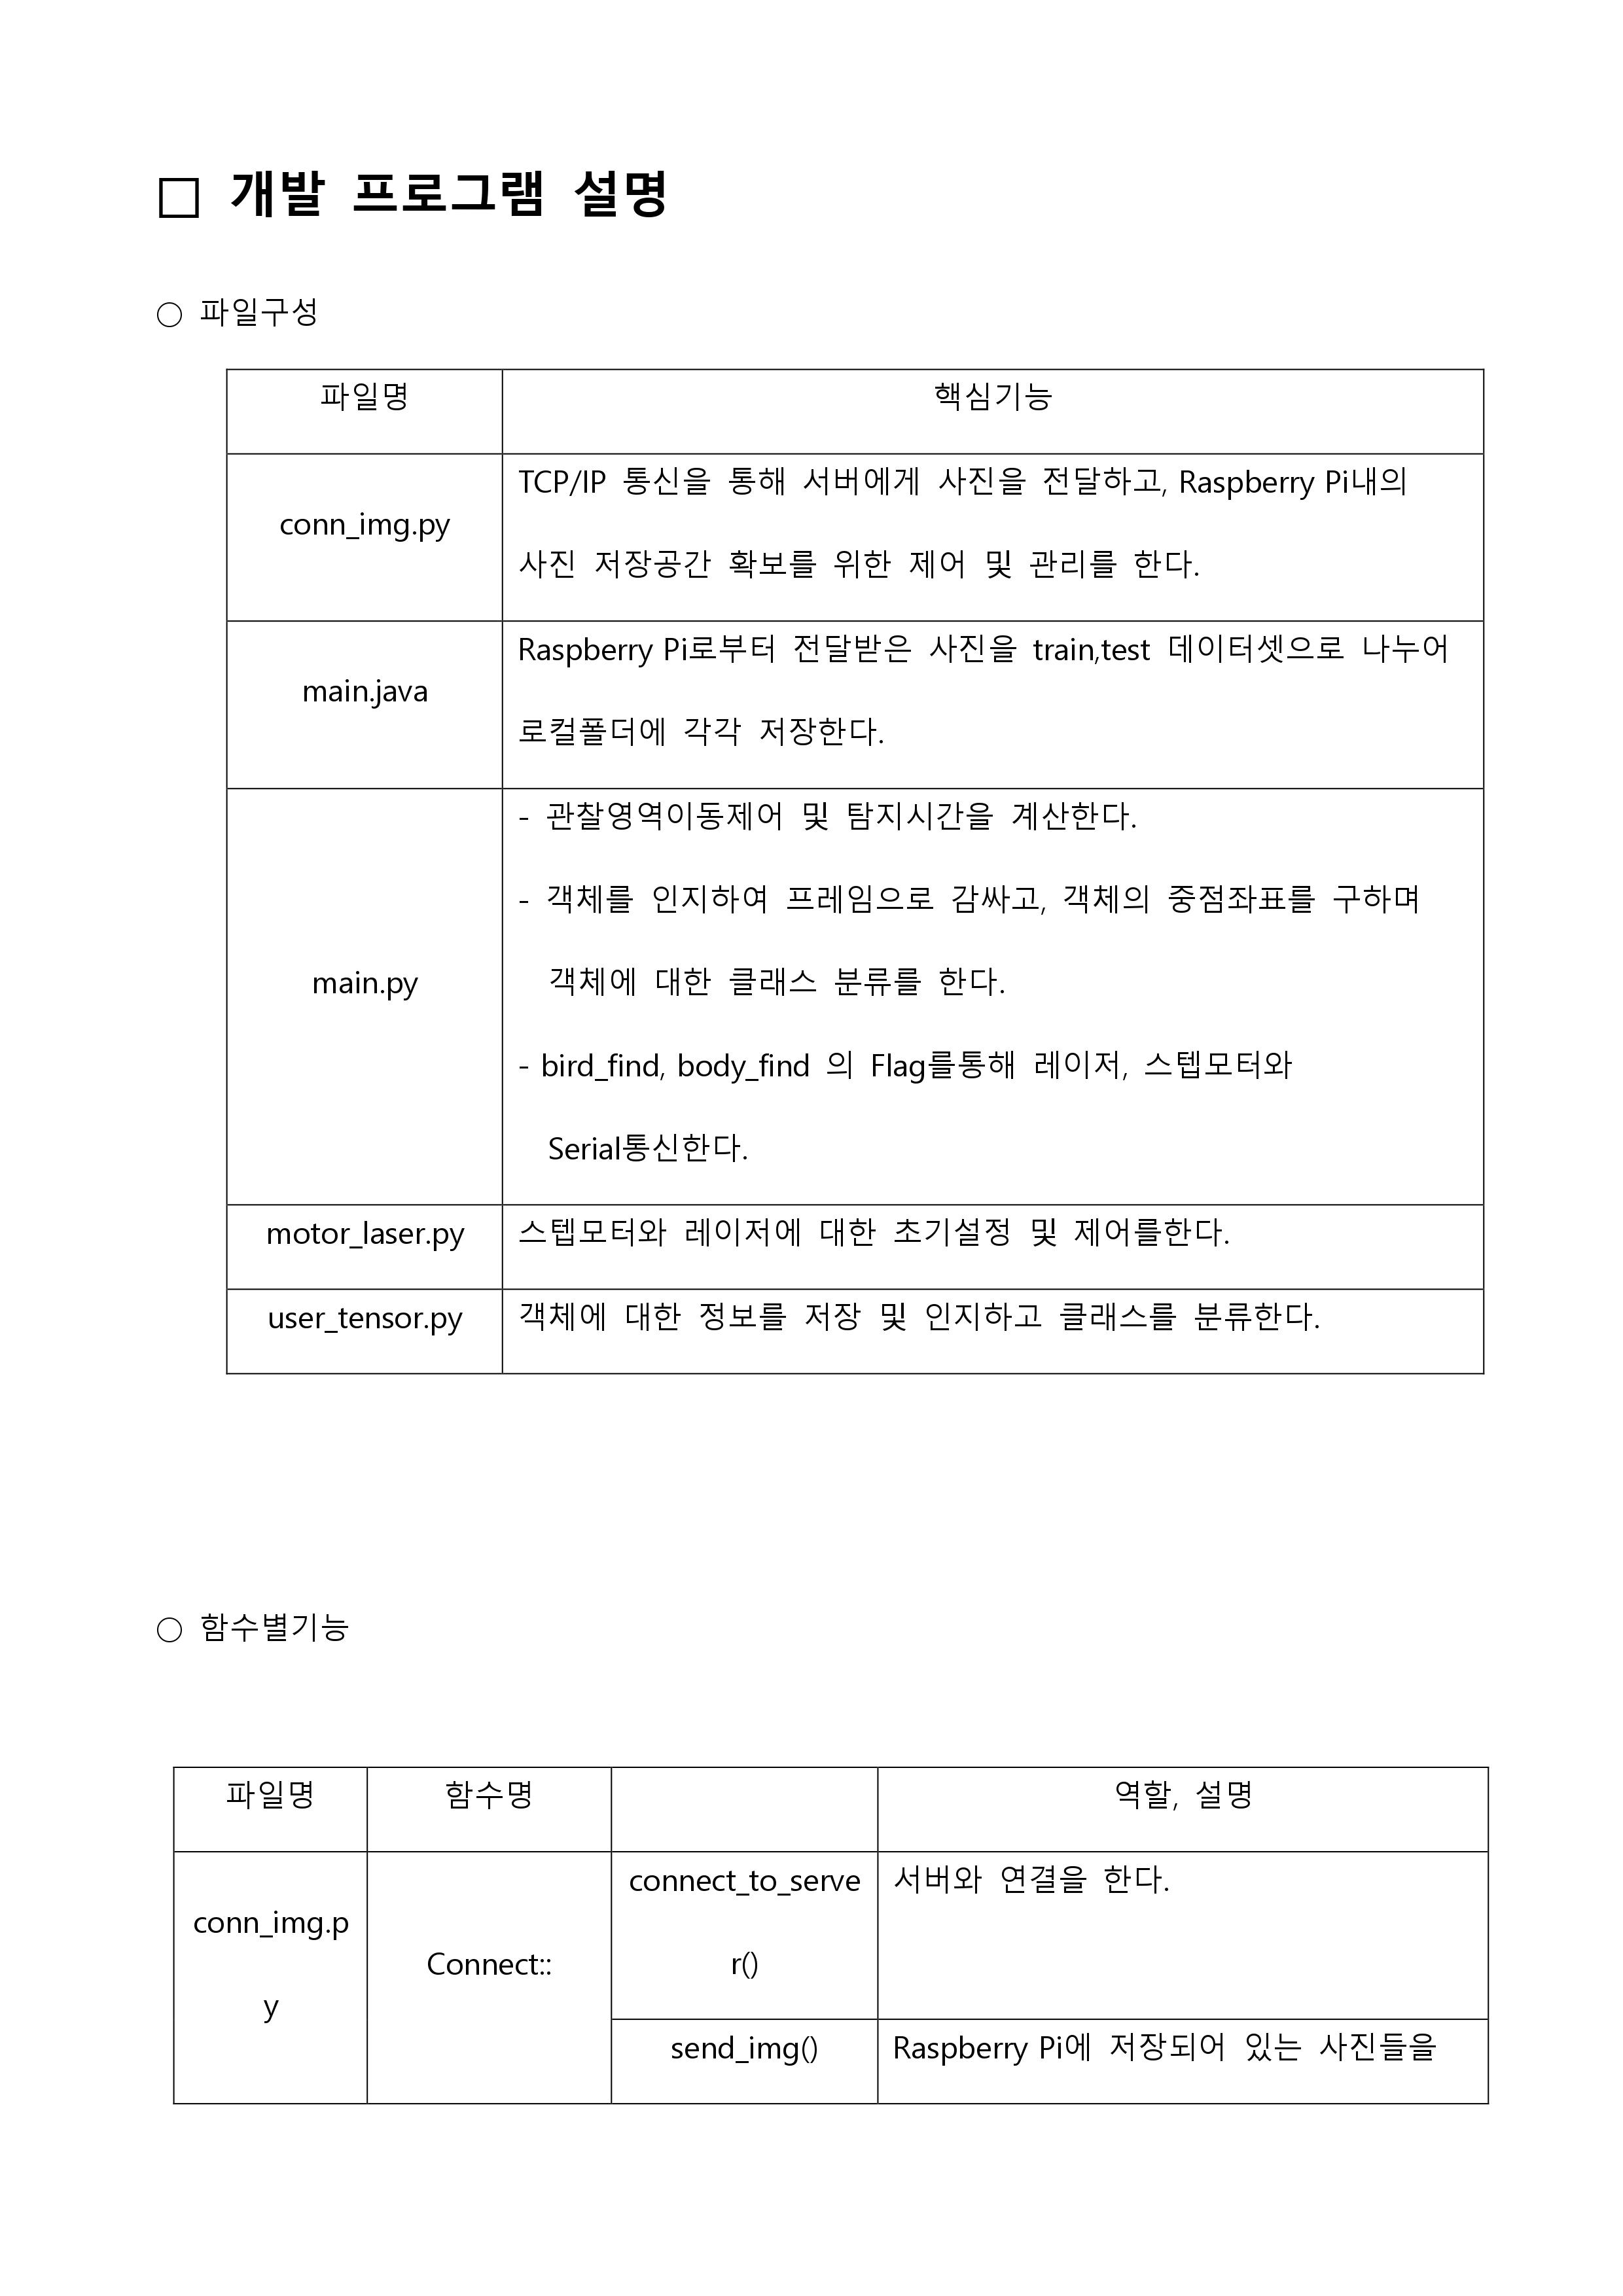 □ 개발 프로그램 설명
○ 파일구성
파일명 핵심기능
conn_img.py
TCP/IP 통신을 통해 서버에게 사진을 전달하고, Raspberry Pi내의
사진 저장공간 확보를 위한 제어 및 관리를 한다.
main.java
Raspberry Pi로부터 전달받은 사진을 train,test 데이터셋으로 나누어
로컬폴더에 각각 저장한다.
main.py
- 관찰영역이동제어 및 탐지시간을 계산한다.
- 객체를 인지하여 프레임으로 감싸고, 객체의 중점좌표를 구하며
객체에 대한 클래스 분류를 한다.
- bird_find, body_find 의 Flag를통해 레이저, 스텝모터와
Serial통신한다.
motor_laser.py 스텝모터와 레이저에 대한 초기설정 및 제어를한다.
user_tensor.py 객체에 대한 정보를 저장 및 인지하고 클래스를 분류한다.
○ 함수별기능
파일명 함수명 역할, 설명
conn_img.p
y
Connect::
connect_to_serve
r()
서버와 연결을 한다.
send_img() Raspberry Pi에 저장되어 있는 사진들을